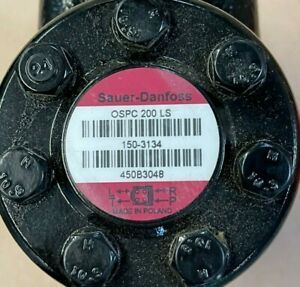 Sauer-Danfoss
OSPC 200 LS
150-3134
450B3048
L R
T P
MADE IN POLAND